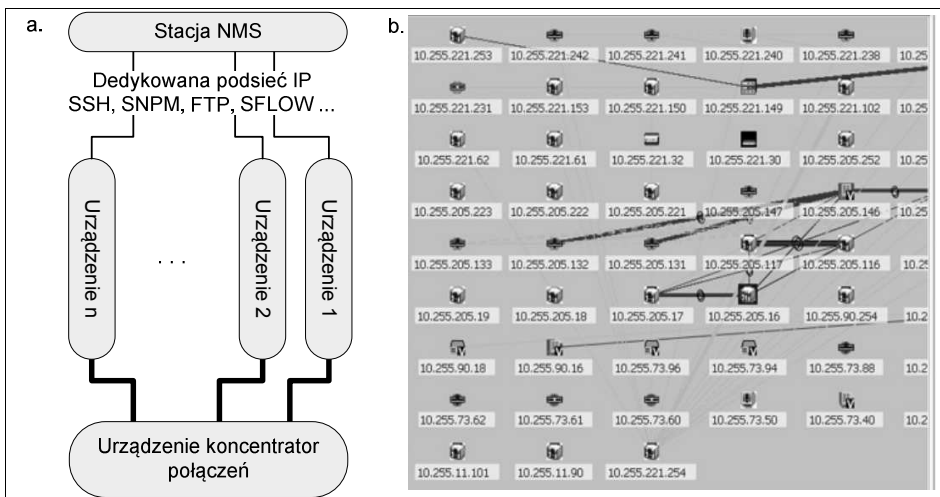 a.
Stacja NMS
Dedykowana podsieć IP
SSH, SNPM, FTP, SFLOW ...
Urządzenie n
. . .
Urządzenie 2
Urządzenie 1
Urządzenie koncentrator
połączeń
b.
10.255.221.253 10.255.221.242 10.255.221.241 10.255.221.240 10.255.221.238
10.255.221.231 10.255.221.153 10.255.221.150 10.255.221.149 10.255.221.102
10.255.221.62 10.255.221.61 10.255.221.32 10.255.221.30 10.255.205.252
10.255.205.223 10.255.205.222 10.255.205.221 10.255.205.147 10.255.205.146
10.255.205.133 10.255.205.132 10.255.205.131 10.255.205.117 10.255.205.116
10.255.205.19 10.255.205.18 10.255.205.17 10.255.205.16 10.255.90.254
10.255.90.18 10.255.90.16 10.255.73.96 10.255.73.94 10.255.73.88
10.255.73.62 10.255.73.61 10.255.73.60 10.255.73.50 10.255.73.40
10.255.11.101 10.255.11.90 10.255.221.254